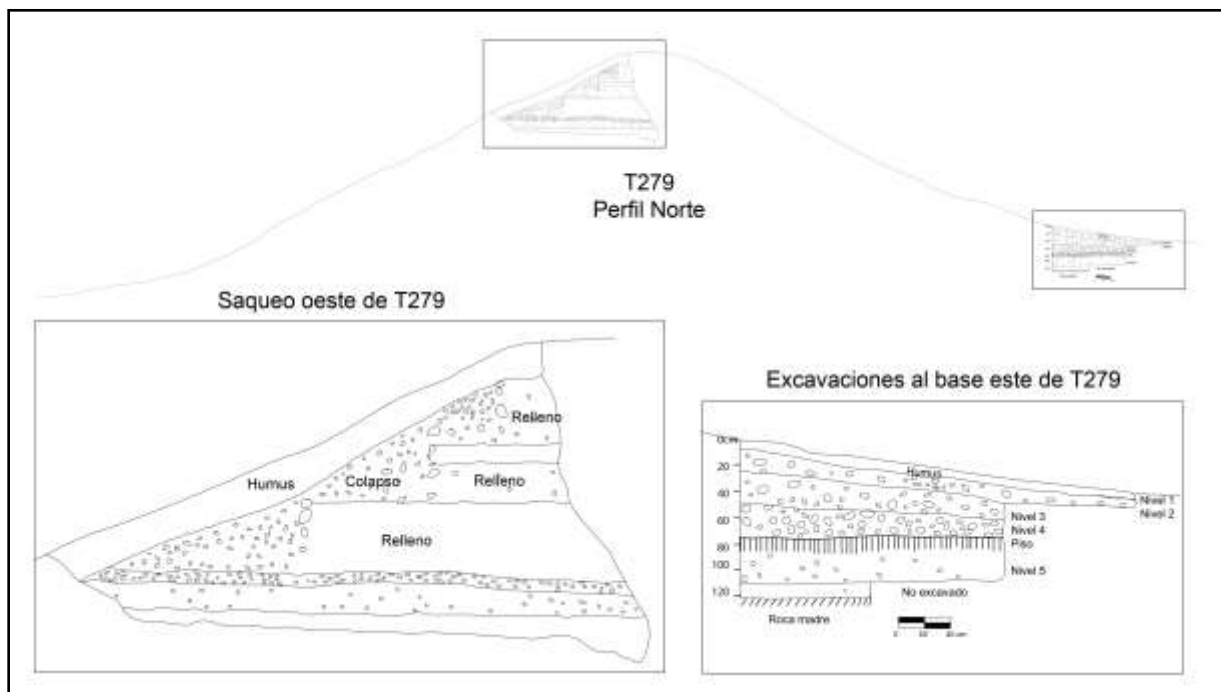 T279
Perfil Norte
Saqueo oeste de T279
Relleno
Humus
Colapso
Relleno
Relleno
Excavaciones al base este de T279
20
Humus
40
Nivel 1
Nivel 2
60
Nivel 3
Nivel 4
80
Piso
100
Nivel 5
120
No excavado
Roca madre
0